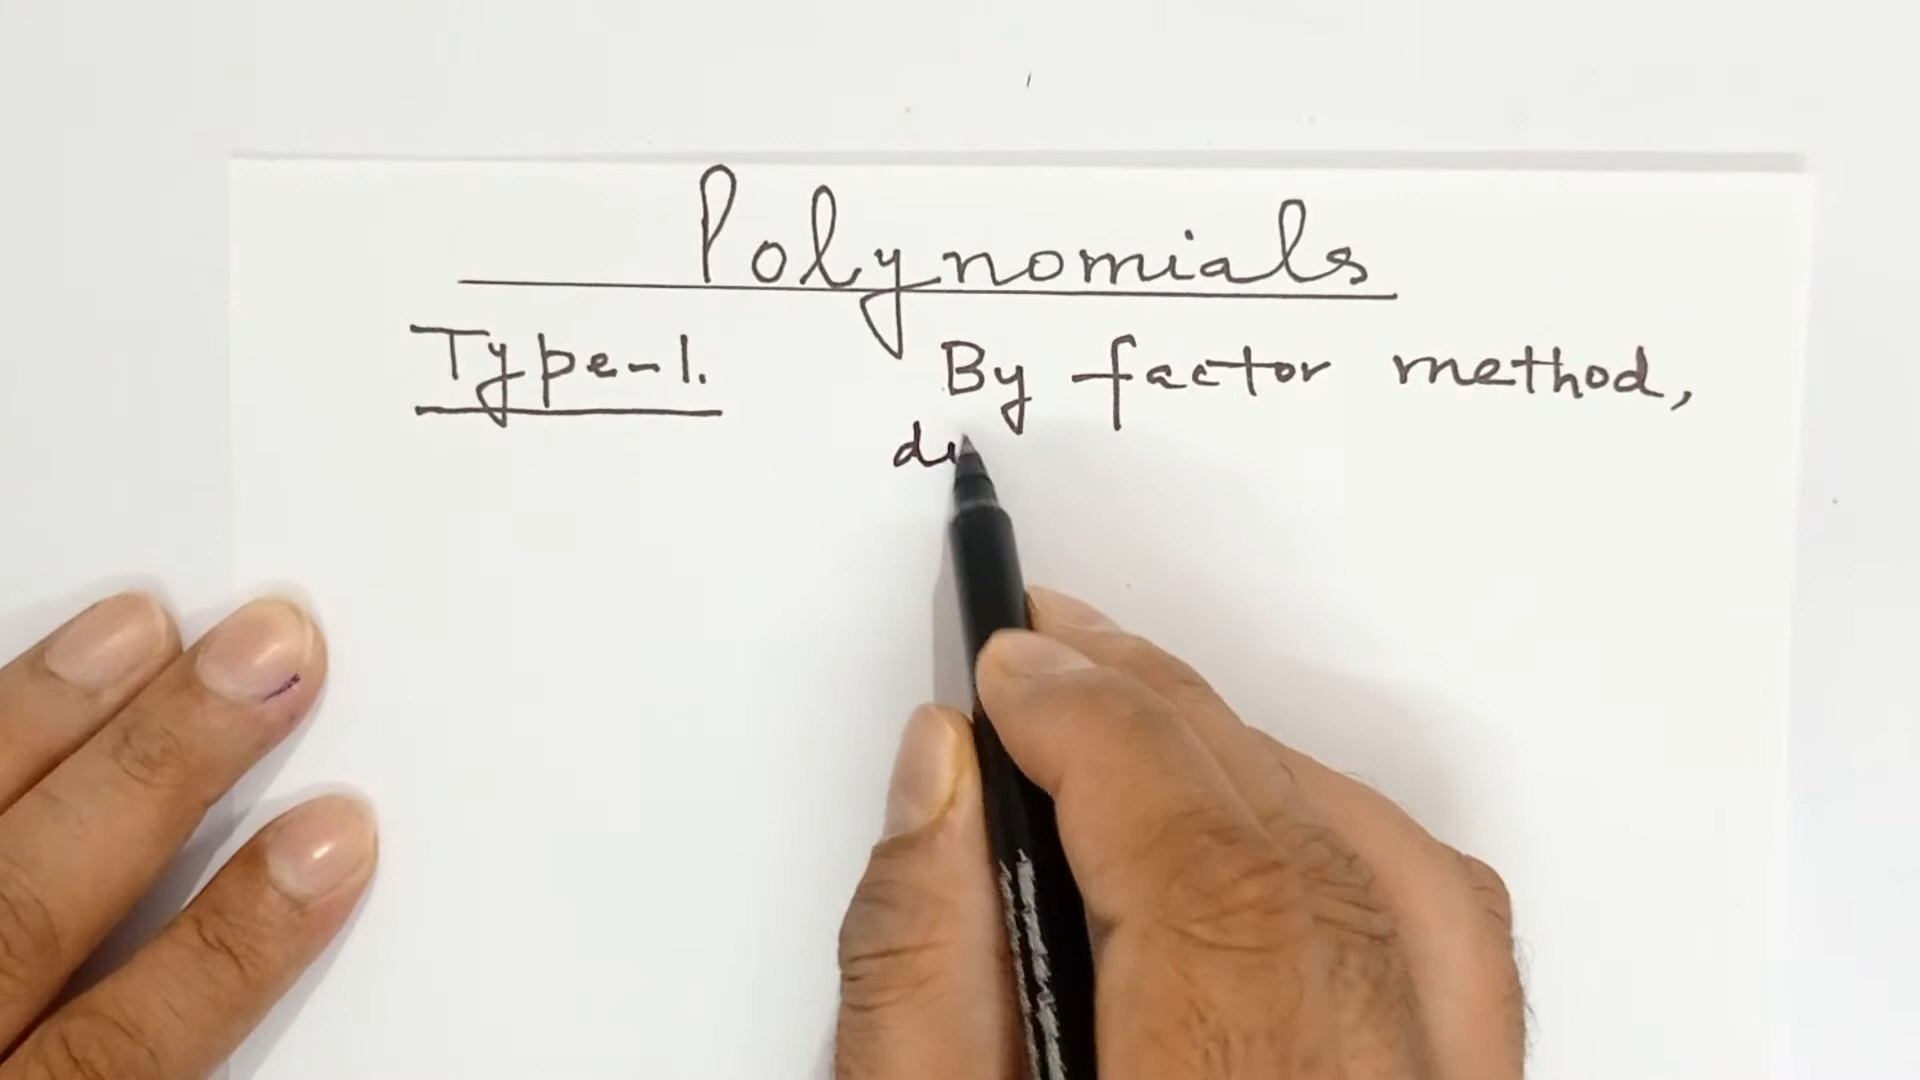 Polynomials
Type-1. By factor method,